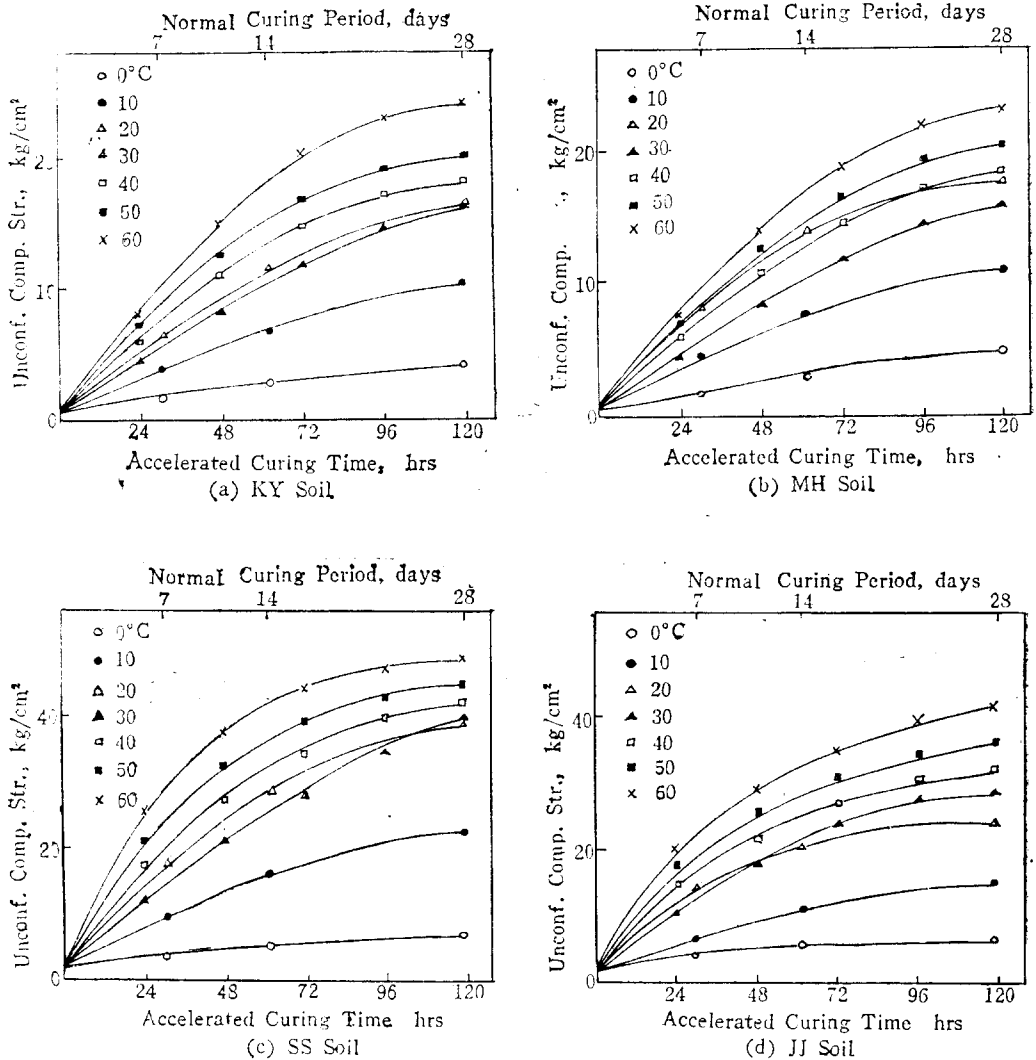 Normal Curing Period, days
7 14 28
0°C
10
20
30
40
50
60
Unconf. Comp. Str., kg/cm²
10
0
24 48 72 96 120
Accelerated Curing Time, hrs
(a) KY Soil
Normal Curing Period, days
7 14 28
0°C
10
20
30
40
50
60
Unconf. Comp. ., kg/cm²
20
10
0
24 48 72 96 120
Accelerated Curing Time, hrs
(b) MH Soil
Normal Curing Period, days
7 14 28
0°C
10
20
30
40
50
60
Unconf. Comp. Str., kg/cm²
40
20
0
24 48 72 96 120
Accelerated Curing Time hrs
(c) SS Soil
Normal Curing Period, days
7 14 28
0°C
10
20
30
40
50
60
Unconf. Comp. Str., kg/cm²
40
20
10
0
24 48 72 96 120
Accelerated Curing Time hrs
(d) JJ Soil